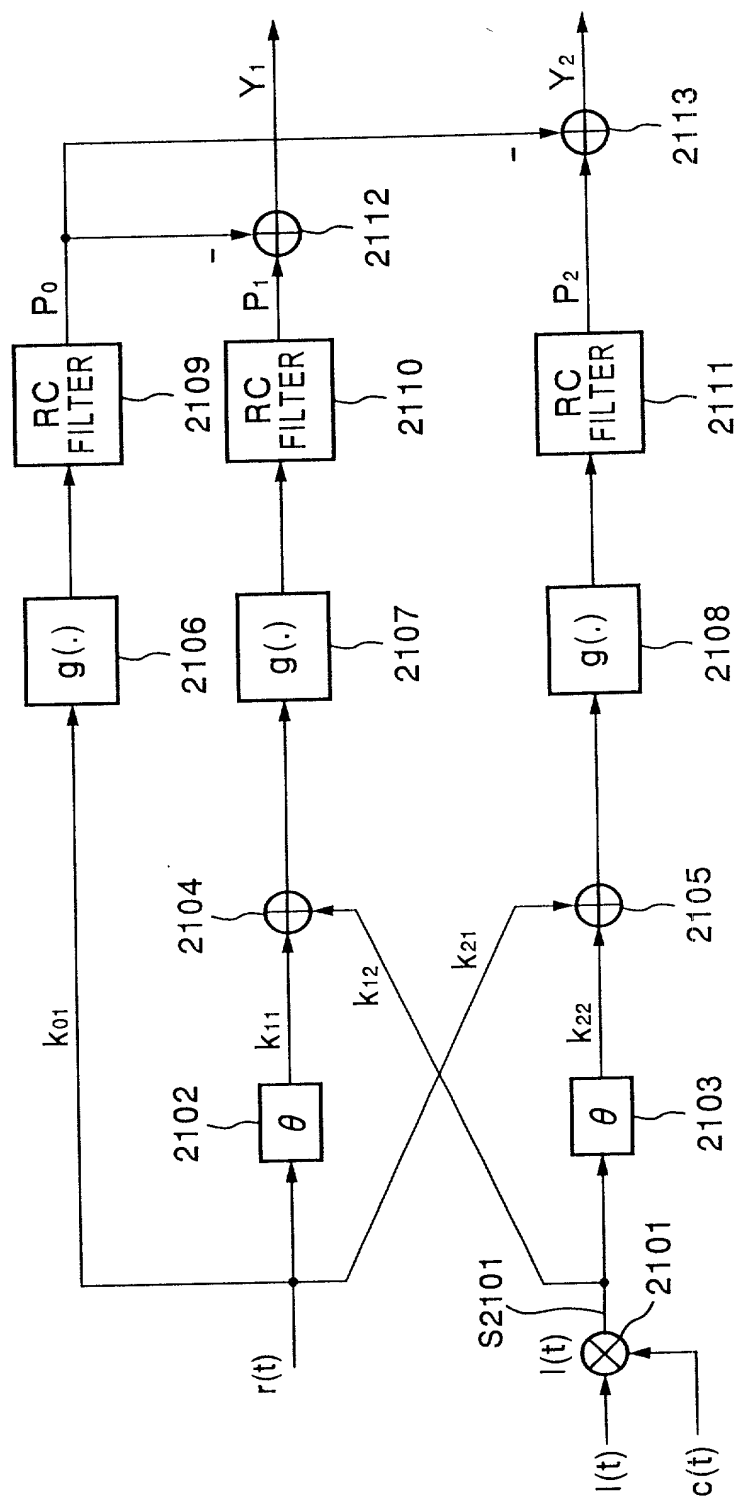 k01
g(.)
2106
RC
FILTER
2109
P0
r(t)
θ
2102
k11
2104
g(.)
2107
RC
FILTER
2110
P1
-
2112
Y1
k12
k21
l(t)
c(t)
l(t)
2101
S2101
θ
2103
k22
2105
g(.)
2108
RC
FILTER
2111
P2
-
2113
Y2